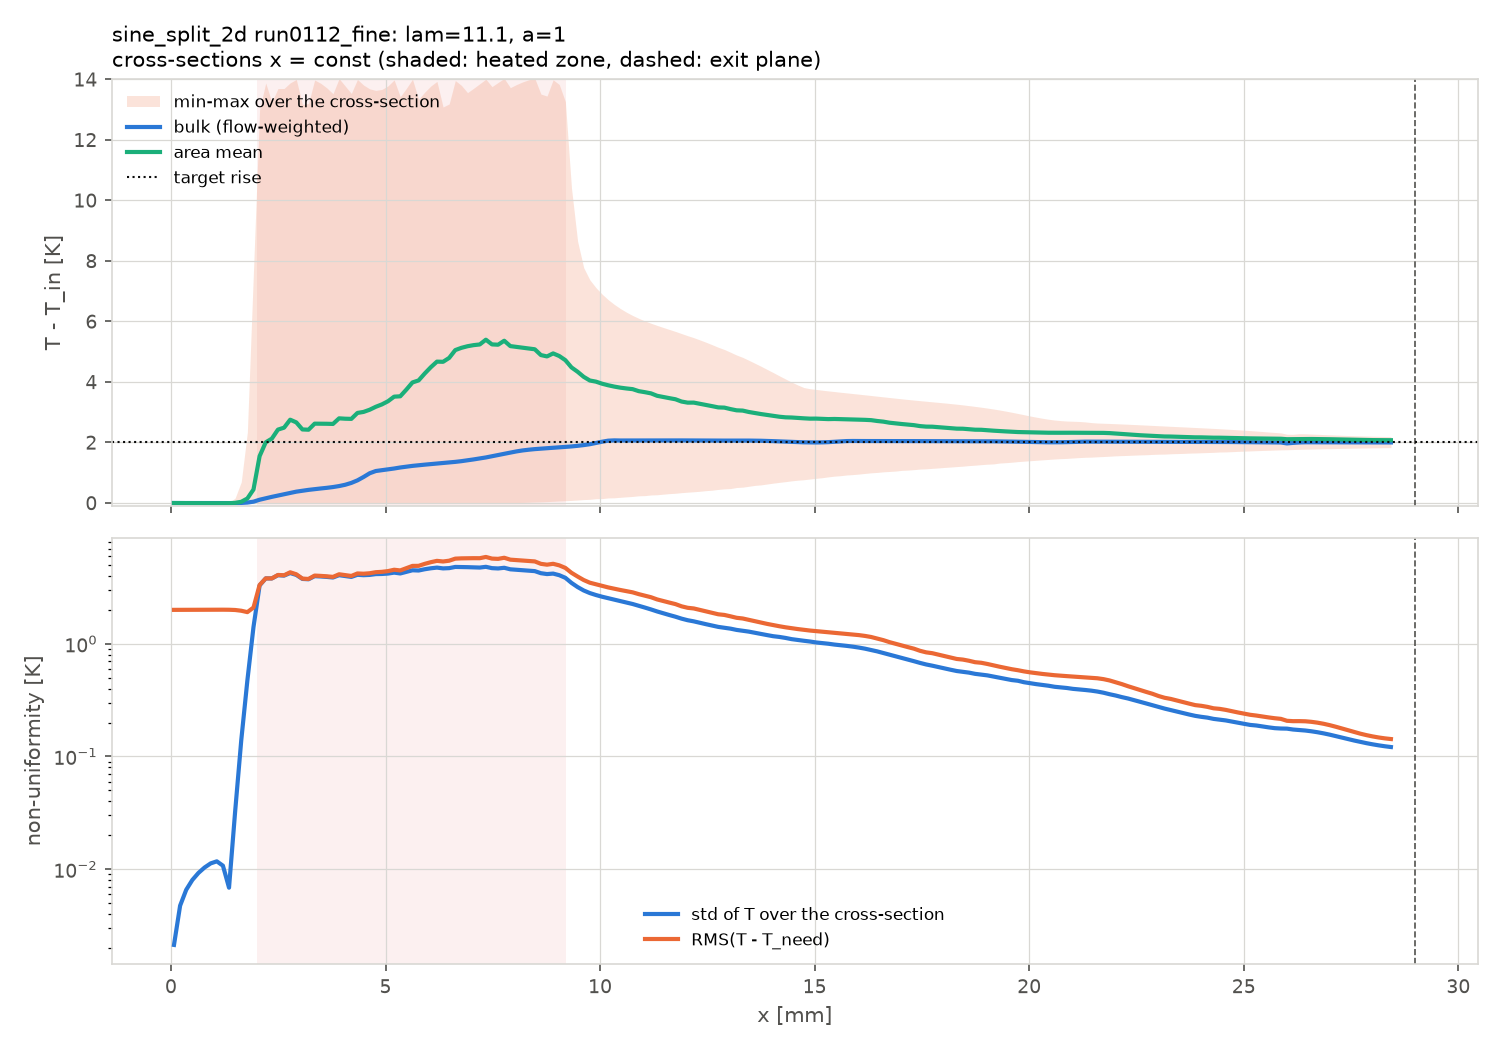 sine_split_2d run0112_fine: lam=11.1, a=1
cross-sections x = const (shaded: heated zone, dashed: exit plane)
14
12
10
8
6
4
2
0
T - T_in [K]
min-max over the cross-section
bulk (flow-weighted)
area mean
target rise
10⁰
10⁻¹
10⁻²
non-uniformity [K]
std of T over the cross-section
RMS(T - T_need)
0 5 10 15 20 25 30
x [mm]